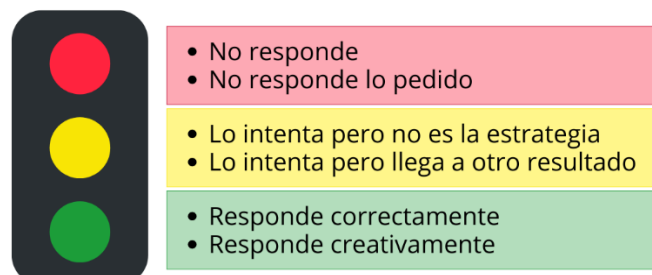 • No responde
• No responde lo pedido
• Lo intenta pero no es la estrategia
• Lo intenta pero llega a otro resultado
• Responde correctamente
• Responde creativamente